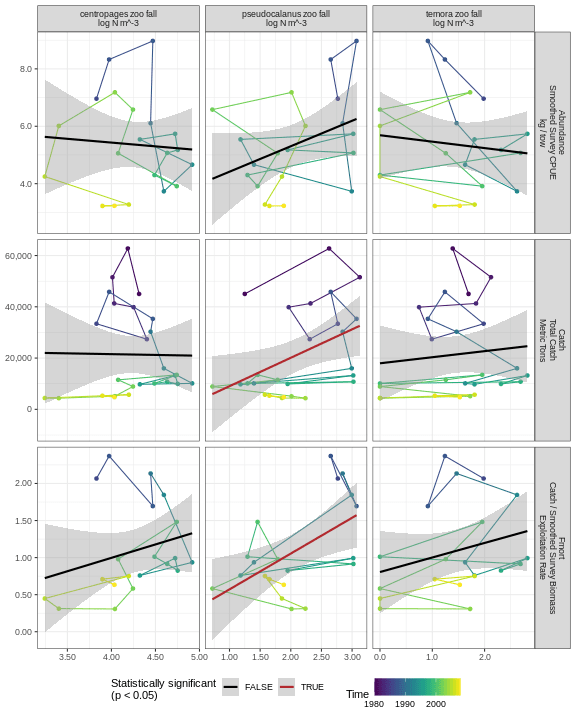 centropages zoo fall
log N m^-3
pseudocalanus zoo fall
log N m^-3
temora zoo fall
log N m^-3
8.0
6.0
4.0
Abundance
Smoothed Survey CPUE
kg / tow
60,000
40,000
20,000
0
Catch
Total Catch
Metric Tons
2.00
1.50
1.00
0.50
0.00
Fmort
Catch / Smoothed Survey Biomass
Exploitation Rate
3.50
4.00
4.50
5.00
1.00
1.50
2.00
2.50
3.00
0.0
1.0
2.0
Statistically significant
(p < 0.05)
FALSE
TRUE
Time
1980
1990
2000